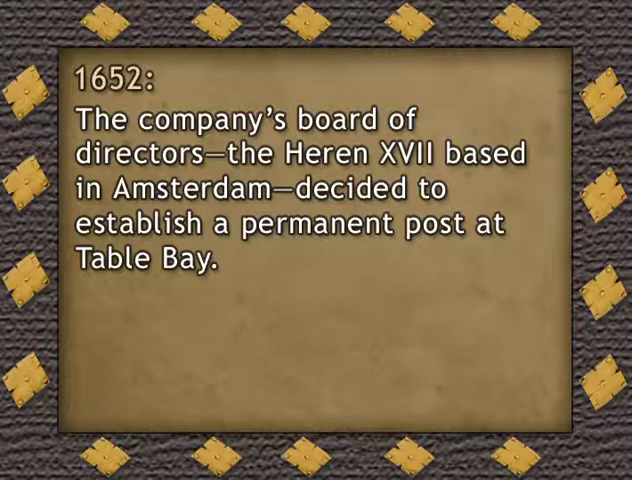 1652:
The company’s board of
directors—the Heren XVII based
in Amsterdam—decided to
establish a permanent post at
Table Bay.